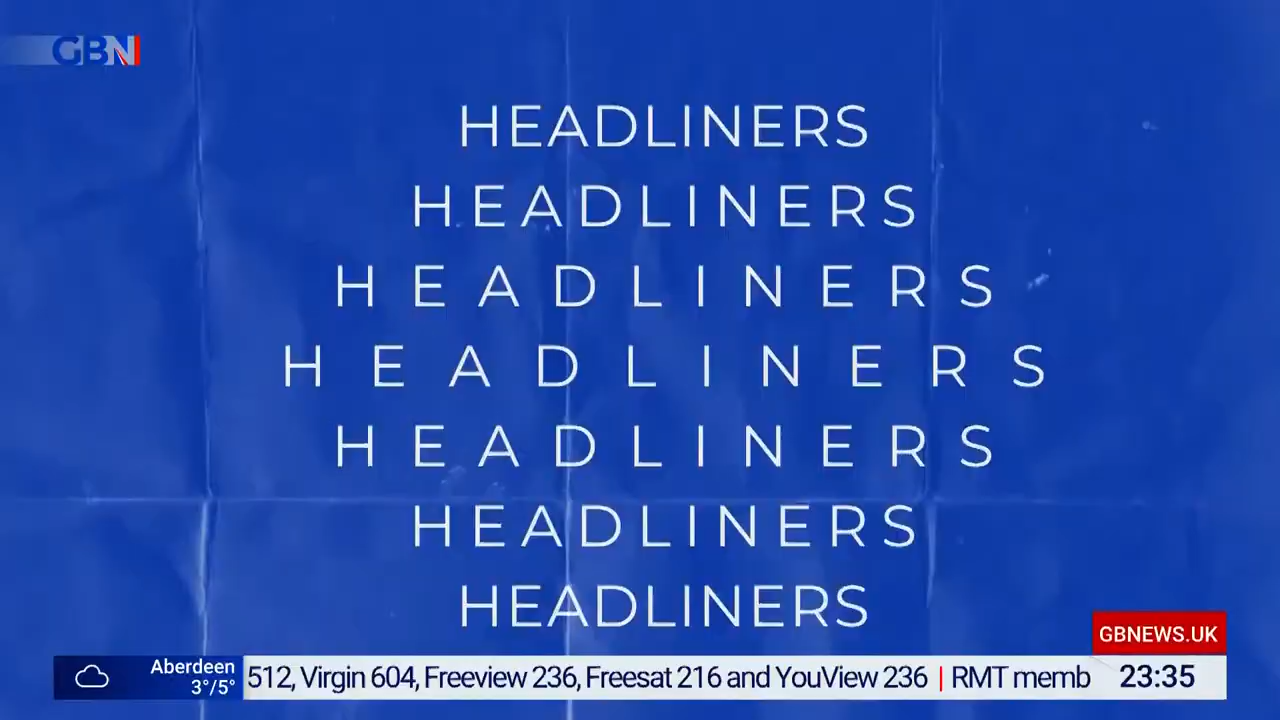 GBN
HEADLINERS
HEADLINERS
HEADLINERS
HEADLINERS
HEADLINERS
HEADLINERS
HEADLINERS
GBNEWS.UK
Aberdeen
3°/5°
512, Virgin 604, Freeview 236, Freesat 216 and YouView 236 | RMT memb
23:35